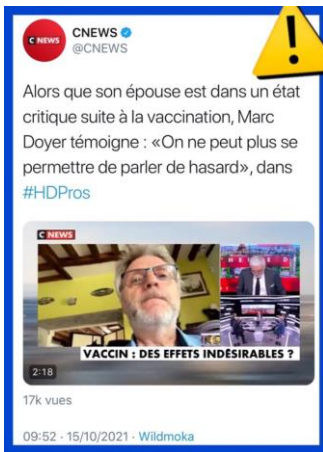 CNEWS
CNEWS
@CNEWS
Alors que son épouse est dans un état
critique suite à la vaccination, Marc
Doyer témoigne : «On ne peut plus se
permettre de parler de hasard», dans
#HDPros
CNEWS
VACCIN : DES EFFETS INDÉSIRABLES ?
2:18
17k vues
09:52 · 15/10/2021 · Wildmoka